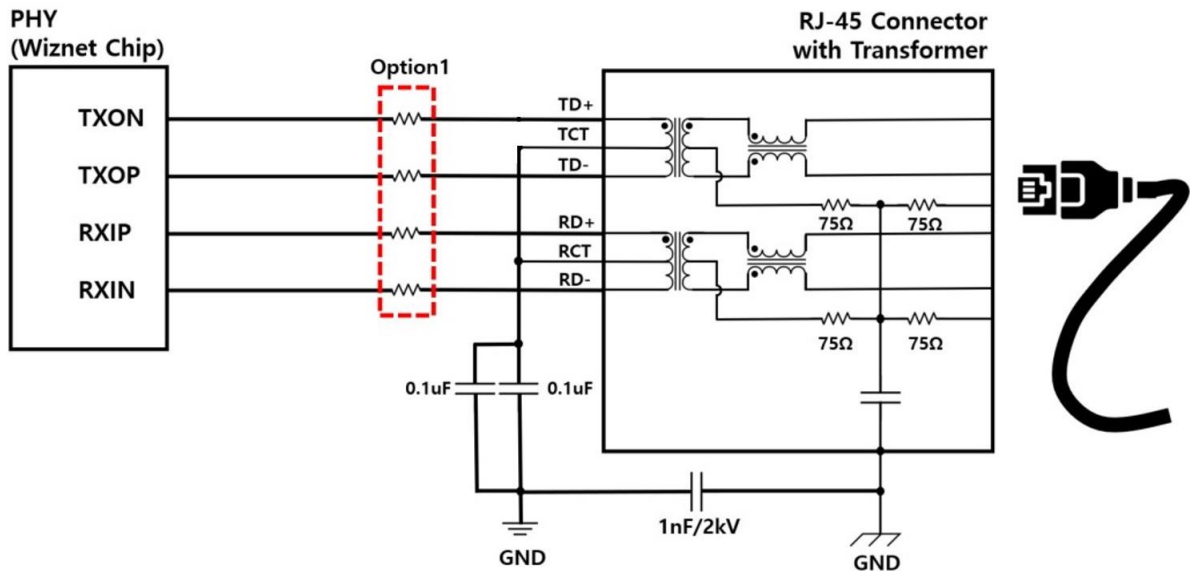 PHY
(Wiznet Chip)
RJ-45 Connector
with Transformer
Option1
TXON
TXOP
RXIP
RXIN
TD+
TCT
TD-
RD+
RCT
RD-
75Ω
75Ω
75Ω
75Ω
0.1uF
0.1uF
1nF/2kV
GND
GND